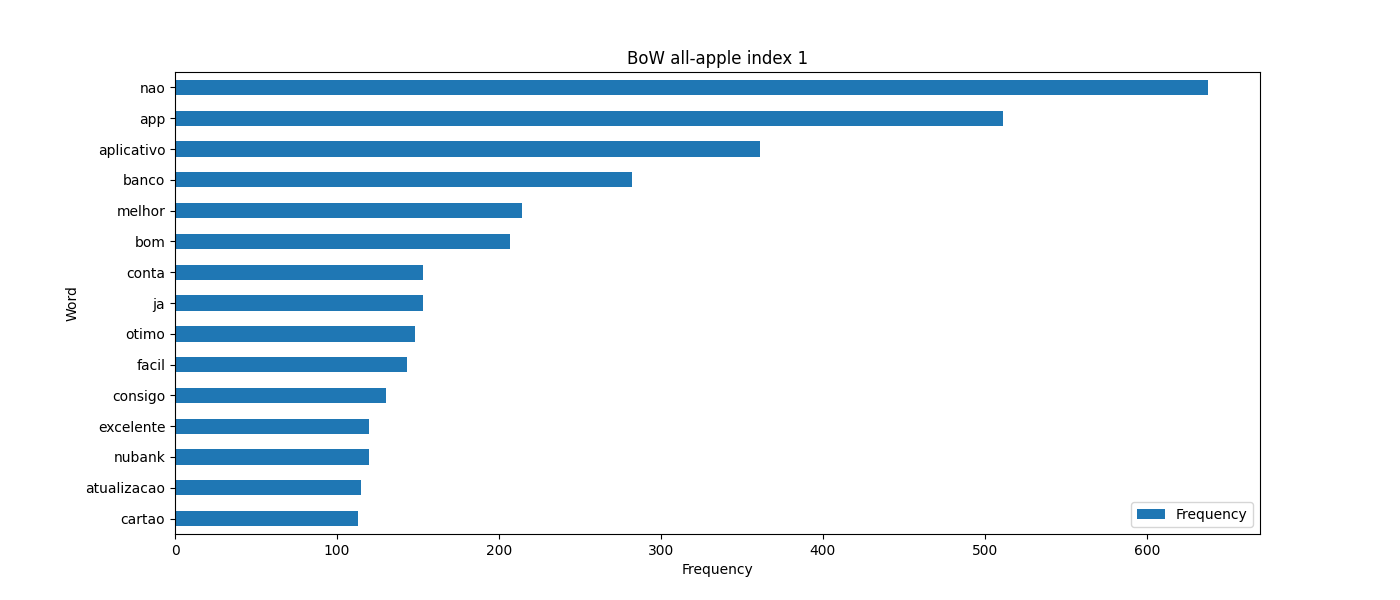 BoW all-apple index 1
nao
app
aplicativo
banco
melhor
bom
conta
ja
otimo
facil
consigo
excelente
nubank
atualizacao
cartao
Word
Frequency
0 100 200 300 400 500 600
Frequency